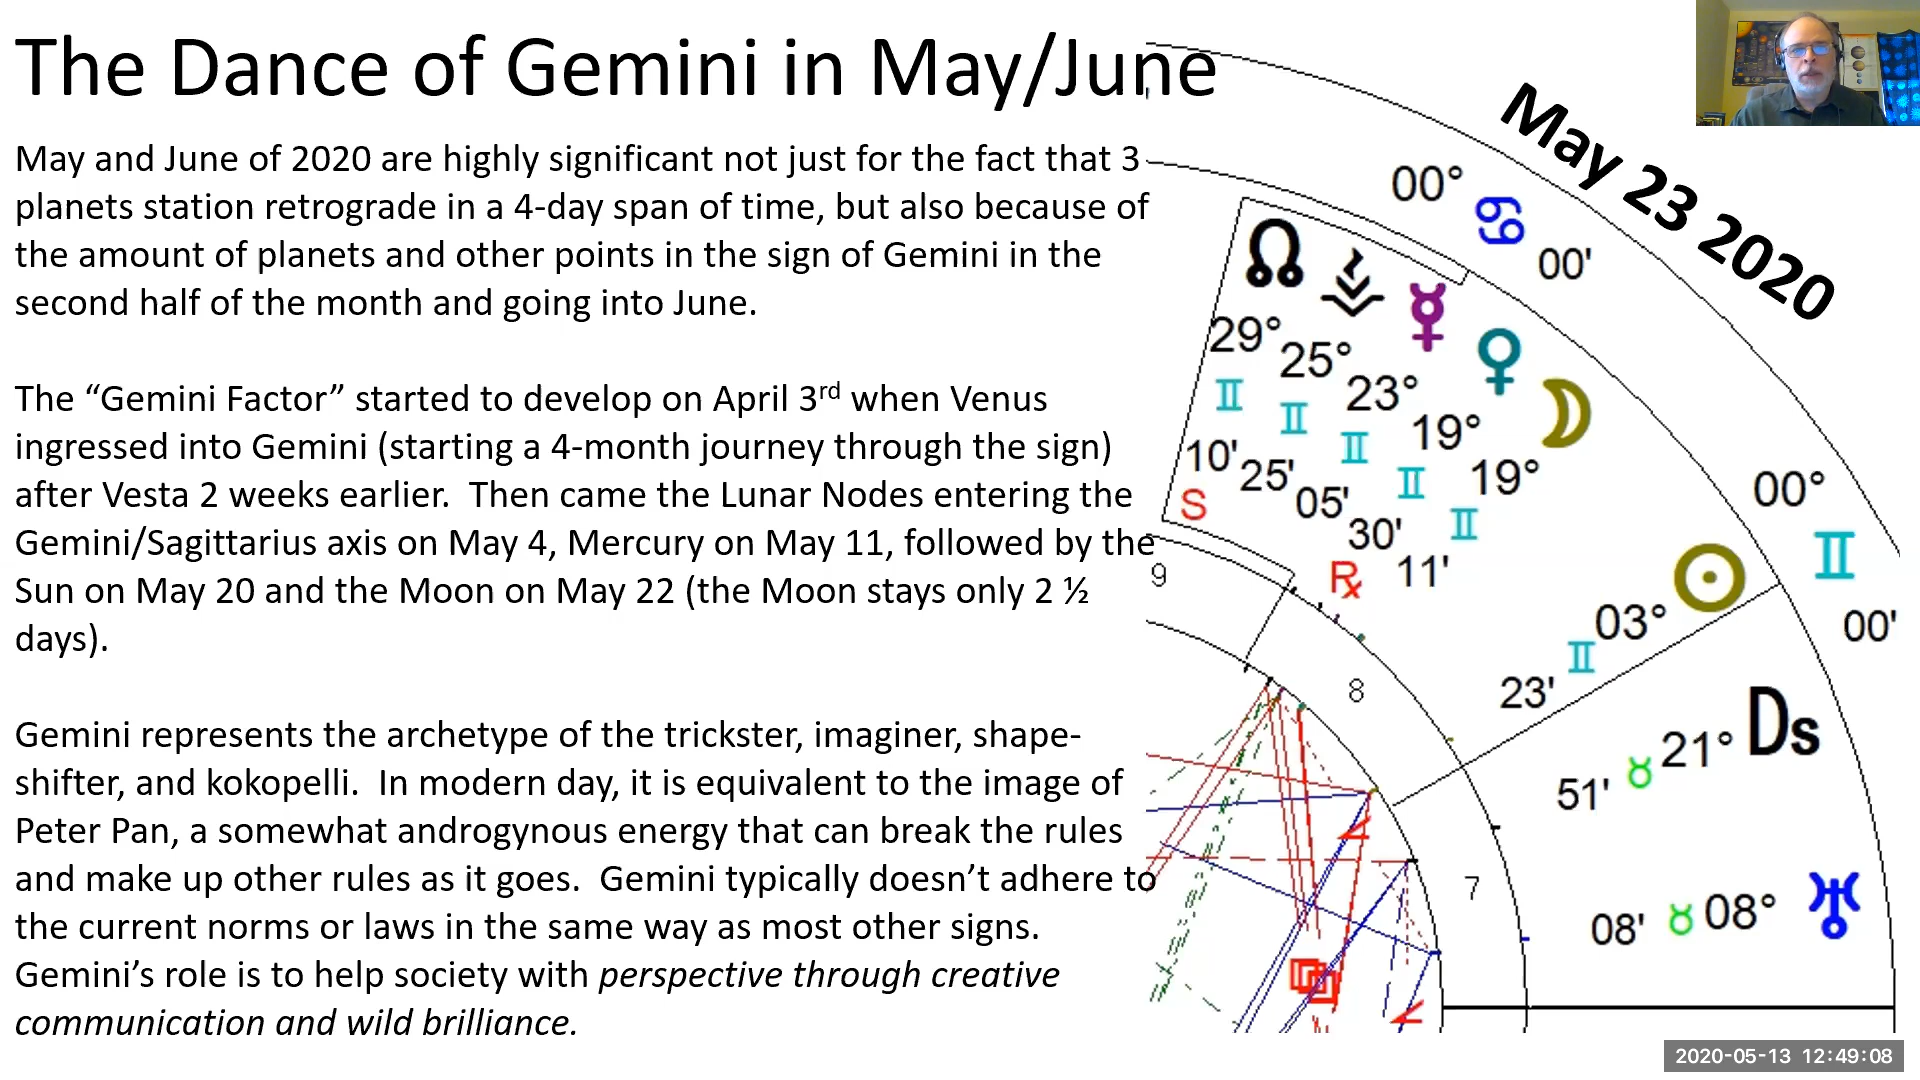 The Dance of Gemini in May/June
May and June of 2020 are highly significant not just for the fact that 3
planets station retrograde in a 4-day span of time, but also because of
the amount of planets and other points in the sign of Gemini in the
second half of the month and going into June.
The “Gemini Factor” started to develop on April 3rd when Venus
ingressed into Gemini (starting a 4-month journey through the sign)
after Vesta 2 weeks earlier.  Then came the Lunar Nodes entering the
Gemini/Sagittarius axis on May 4, Mercury on May 11, followed by the
Sun on May 20 and the Moon on May 22 (the Moon stays only 2 ½
days).
Gemini represents the archetype of the trickster, imaginer, shape-
shifter, and kokopelli.  In modern day, it is equivalent to the image of
Peter Pan, a somewhat androgynous energy that can break the rules
and make up other rules as it goes.  Gemini typically doesn’t adhere to
the current norms or laws in the same way as most other signs.
Gemini’s role is to help society with perspective through creative
communication and wild brilliance.
May 23 2020
00° ♋ 00'
☊ 29° ♊ 10' S
25° ♊ 25'
☿ 23° ♊ 05'
♀ 19° ♊ 30' ℞
☽ 19° ♊ 11'
00° ♊ 00'
☉ 03° ♊ 23'
Ds 21° ♉ 51'
♅ 08° ♉ 08'
9
8
7
2020-05-13 12:49:08